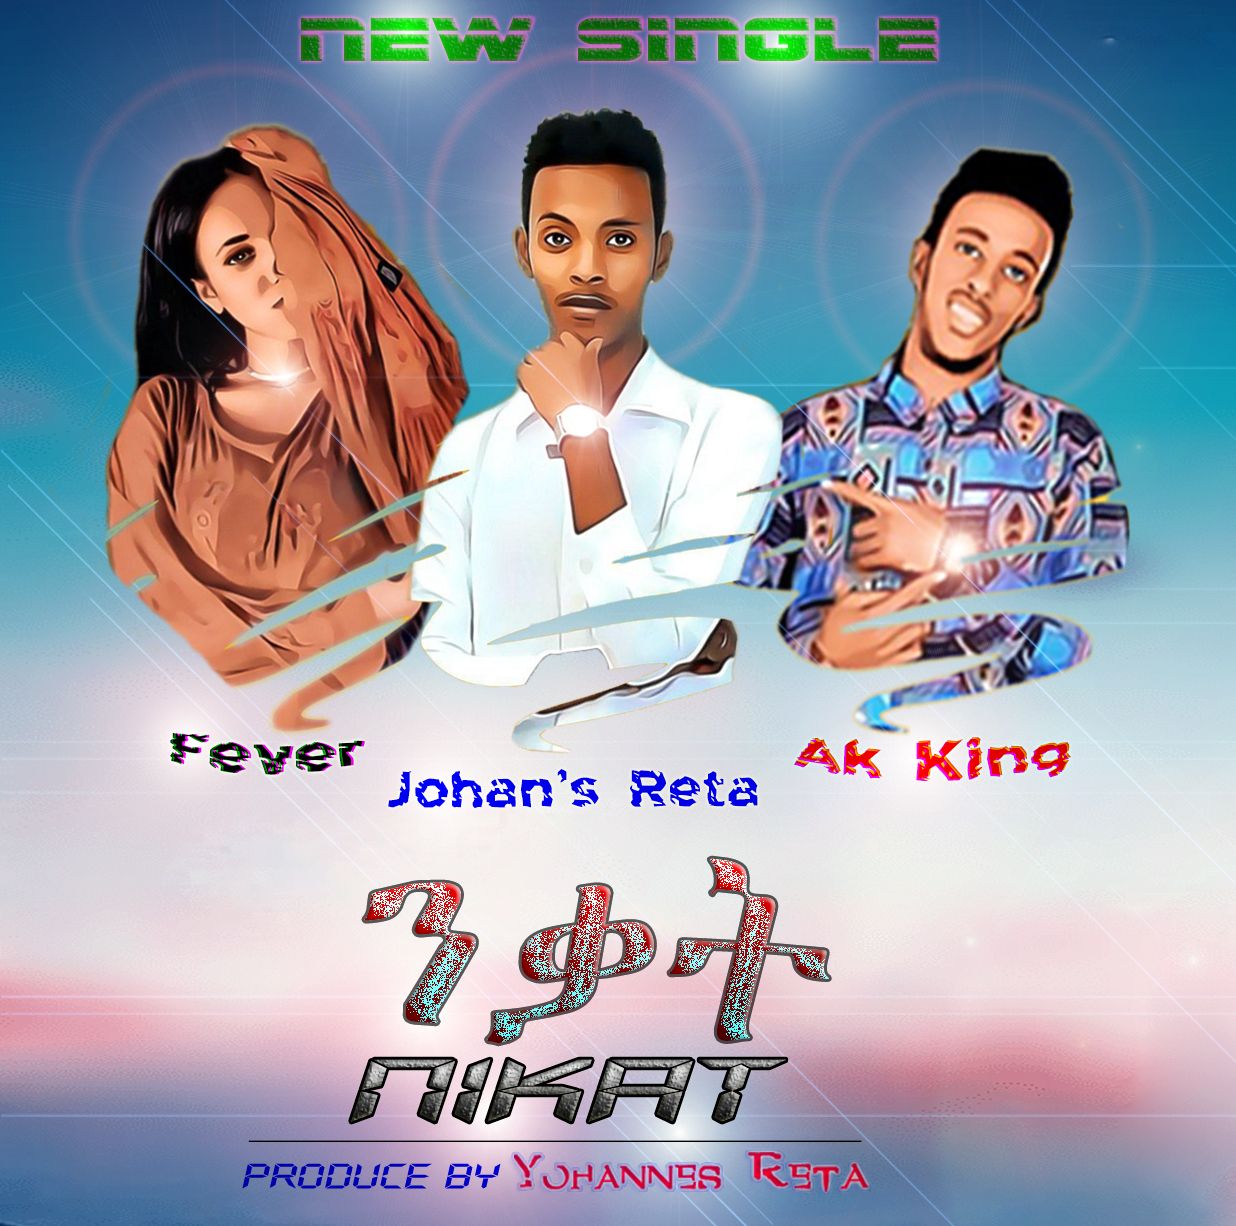 NEW SINGLE
Fever
Johan's Reta
Ak King
ንቃት
NIKAT
PRODUCE BY YOHANNES RETA